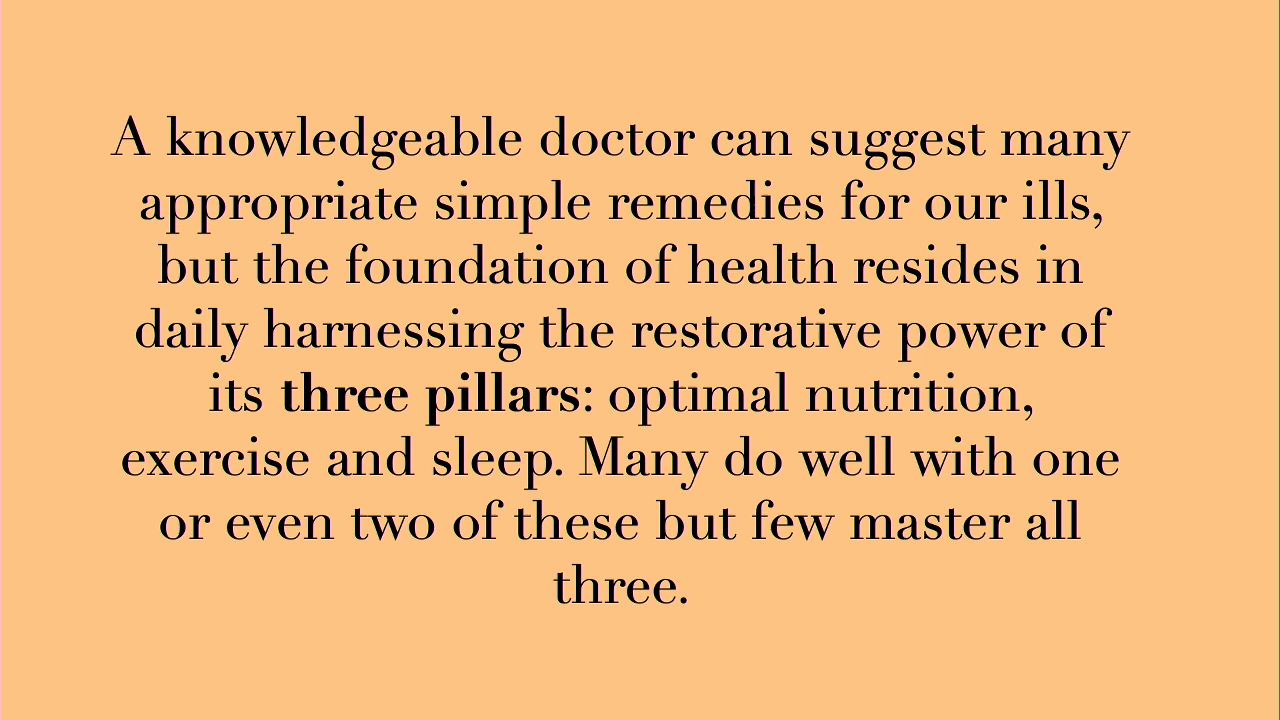 A knowledgeable doctor can suggest many
appropriate simple remedies for our ills,
but the foundation of health resides in
daily harnessing the restorative power of
its three pillars: optimal nutrition,
exercise and sleep. Many do well with one
or even two of these but few master all
three.